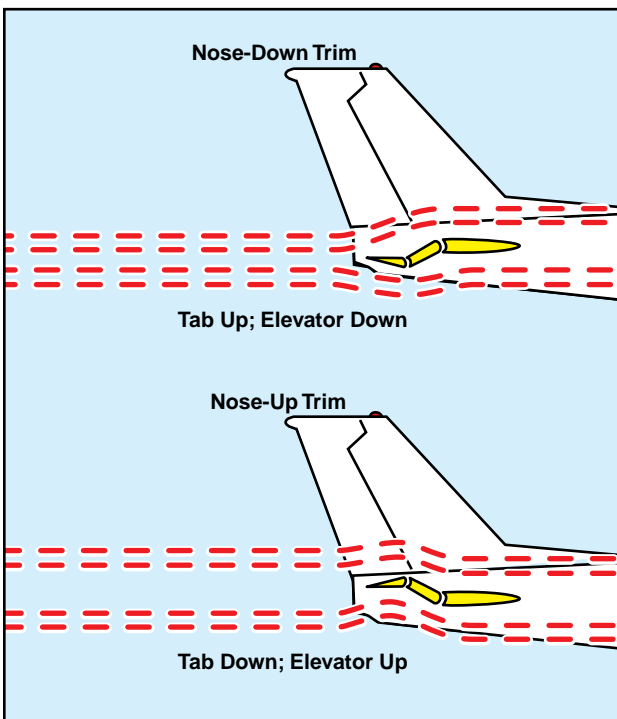 Nose-Down Trim
Tab Up; Elevator Down
Nose-Up Trim
Tab Down; Elevator Up